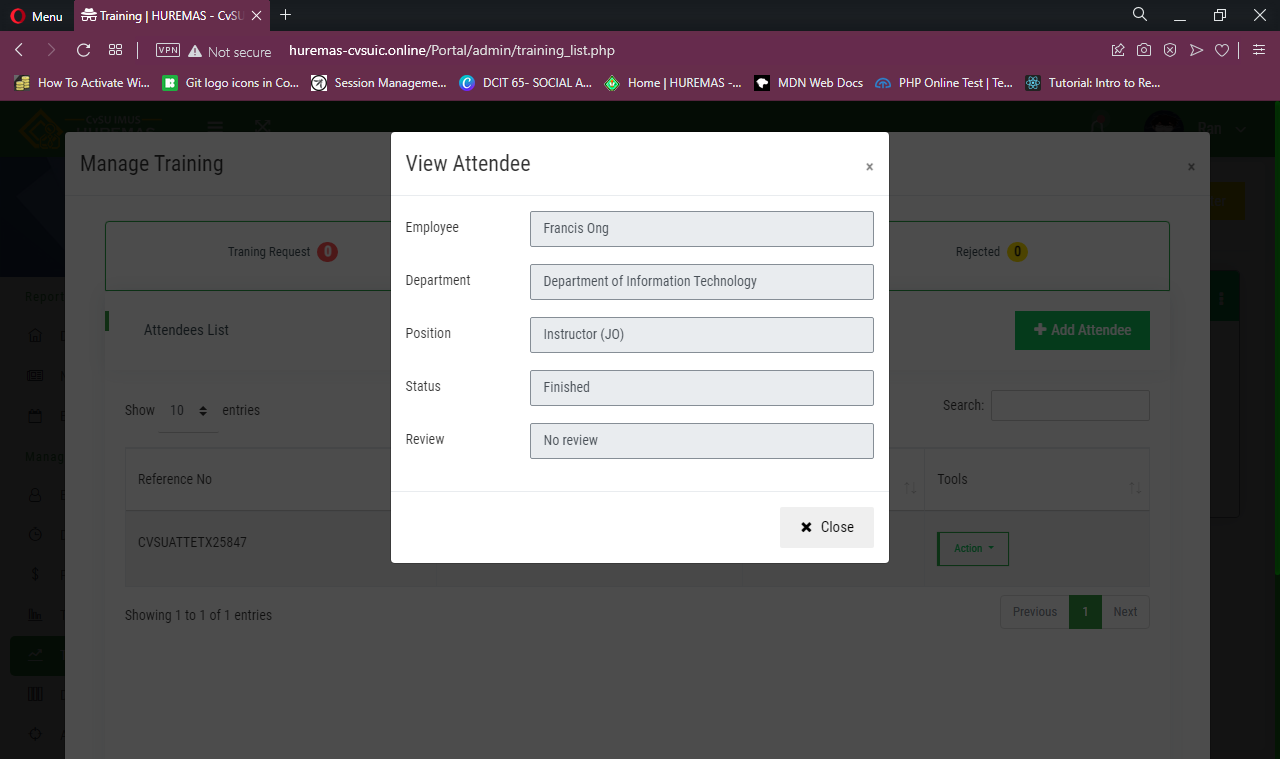 Menu
Training | HUREMAS - CvSU
VPN
Not secure
huremas-cvsuic.online/Portal/admin/training_list.php
How To Activate Wi...
Git logo icons in Co...
Session Manageme...
DCIT 65- SOCIAL A...
Home | HUREMAS -...
MDN Web Docs
PHP Online Test | Te...
Tutorial: Intro to Re...
CvSU IMUS
HUREMAS
Manage Training
×
View Attendee
×
Traning Request 0
Rejected 0
Employee
Francis Ong
Department
Department of Information Technology
Position
Instructor (JO)
Status
Finished
Review
No review
Close
Attendees List
Add Attendee
Show 10 entries
Search:
Reference No
Tools
CVSUATTETX25847
Action
Showing 1 to 1 of 1 entries
Previous
1
Next